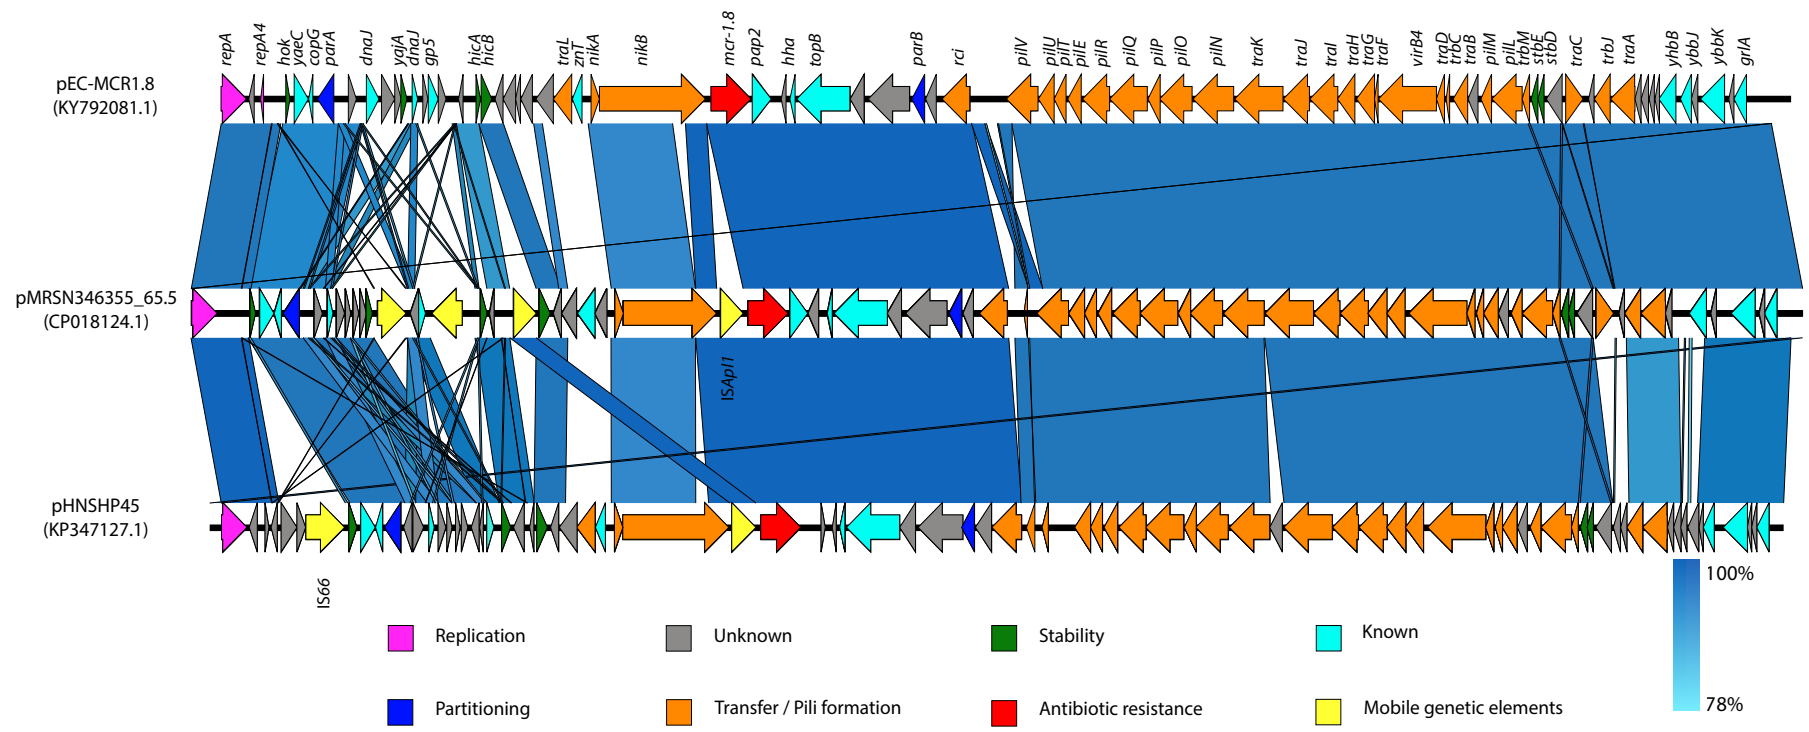 repA
repA4
hok
yaeC
copG
parA
dnaJ
yajA
dnaJ
gp5
hicA
hicB
traL
znT
nikA
nikB
mcr-1.8
pap2
hha
topB
parB
rci
pilV
pilU
pilT
pilE
pilR
pilQ
pilP
pilO
pilN
traK
traJ
traI
traH
traG
traF
virB4
traD
trbC
traB
pilM
pilL
trbM
stbE
stbD
traC
trbJ
traA
yhbB
ybbJ
ybbK
grlA
pEC-MCR1.8
(KY792081.1)
pMRSN346355_65.5
(CP018124.1)
ISApl1
pHNSHP45
(KP347127.1)
IS66
100%
78%
Replication
Unknown
Stability
Known
Partitioning
Transfer / Pili formation
Antibiotic resistance
Mobile genetic elements